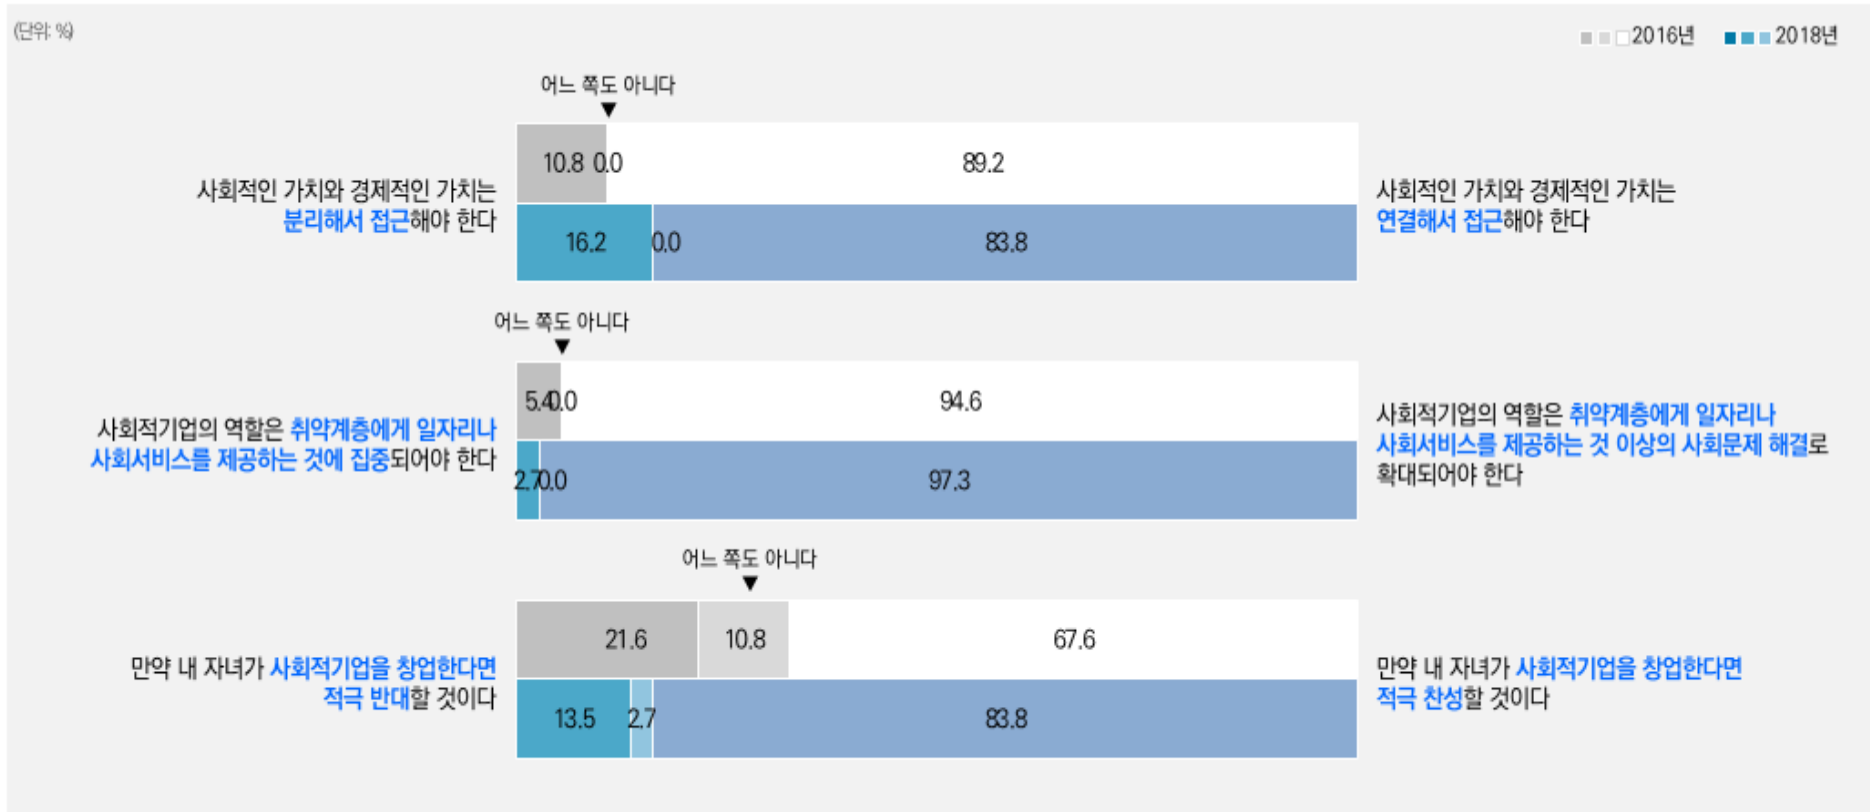 (단위: %)
2016년 2018년
어느 쪽도 아니다
▼
사회적인 가치와 경제적인 가치는
분리해서 접근해야 한다
10.8 0.0 89.2
16.2 0.0 83.8
사회적인 가치와 경제적인 가치는
연결해서 접근해야 한다
어느 쪽도 아니다
▼
사회적기업의 역할은 취약계층에게 일자리나
사회서비스를 제공하는 것에 집중되어야 한다
5.4 0.0 94.6
2.7 0.0 97.3
사회적기업의 역할은 취약계층에게 일자리나
사회서비스를 제공하는 것 이상의 사회문제 해결로
확대되어야 한다
어느 쪽도 아니다
▼
만약 내 자녀가 사회적기업을 창업한다면
적극 반대할 것이다
21.6 10.8 67.6
13.5 2.7 83.8
만약 내 자녀가 사회적기업을 창업한다면
적극 찬성할 것이다